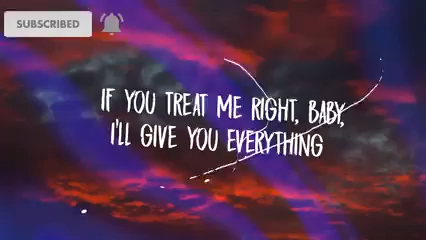 SUBSCRIBED
IF YOU TREAT ME RIGHT, BABY,
I'LL GIVE YOU EVERYTHING